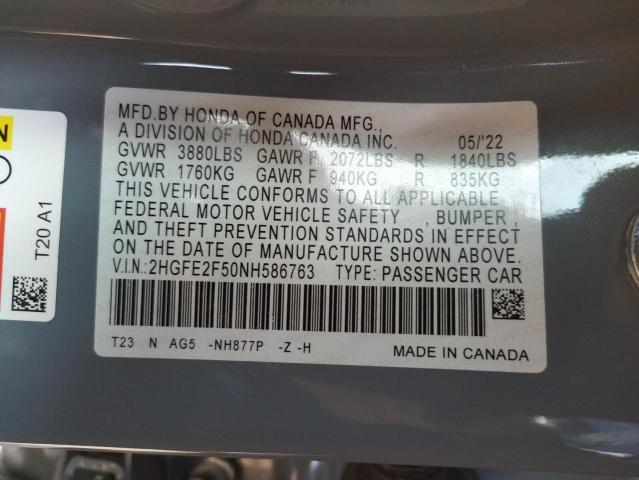 MFD.BY HONDA OF CANADA MFG.,
A DIVISION OF HONDA CANADA INC. 05/'22
GVWR 3880LBS GAWR F 2072LBS R 1840LBS
GVWR 1760KG GAWR F 940KG R 835KG
THIS VEHICLE CONFORMS TO ALL APPLICABLE
FEDERAL MOTOR VEHICLE SAFETY , BUMPER ,
AND THEFT PREVENTION STANDARDS IN EFFECT
ON THE DATE OF MANUFACTURE SHOWN ABOVE.
V.I.N.:2HGFE2F50NH586763 TYPE: PASSENGER CAR
T23 N AG5 -NH877P -Z -H MADE IN CANADA
T20 A1